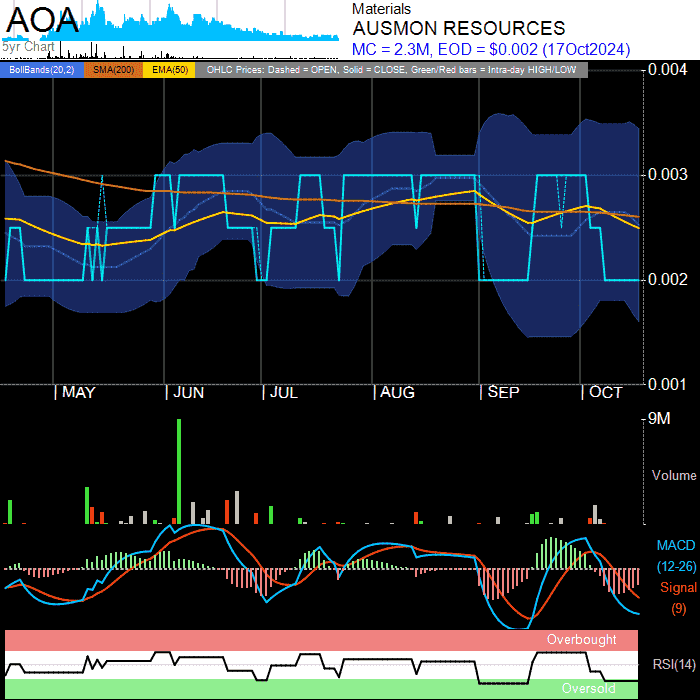 AOA
5yr Chart
Materials
AUSMON RESOURCES
MC = 2.3M, EOD = $0.002 (17Oct2024)
BollBands(20,2) SMA(200) EMA(50) OHLC Prices: Dashed = OPEN, Solid = CLOSE, Green/Red bars = Intra-day HIGH/LOW
0.004
0.003
0.002
0.001
MAY JUN JUL AUG SEP OCT
9M
Volume
MACD
(12-26)
Signal
(9)
Overbought
RSI(14)
Oversold